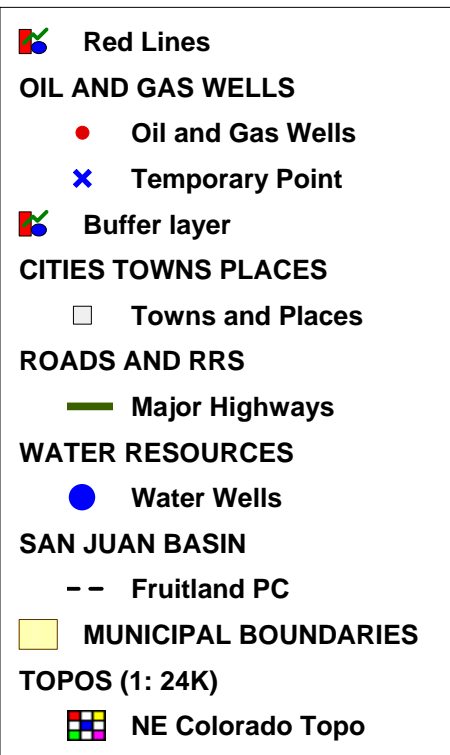 Red Lines
OIL AND GAS WELLS
Oil and Gas Wells
Temporary Point
Buffer layer
CITIES TOWNS PLACES
Towns and Places
ROADS AND RRS
Major Highways
WATER RESOURCES
Water Wells
SAN JUAN BASIN
Fruitland PC
MUNICIPAL BOUNDARIES
TOPOS (1: 24K)
NE Colorado Topo